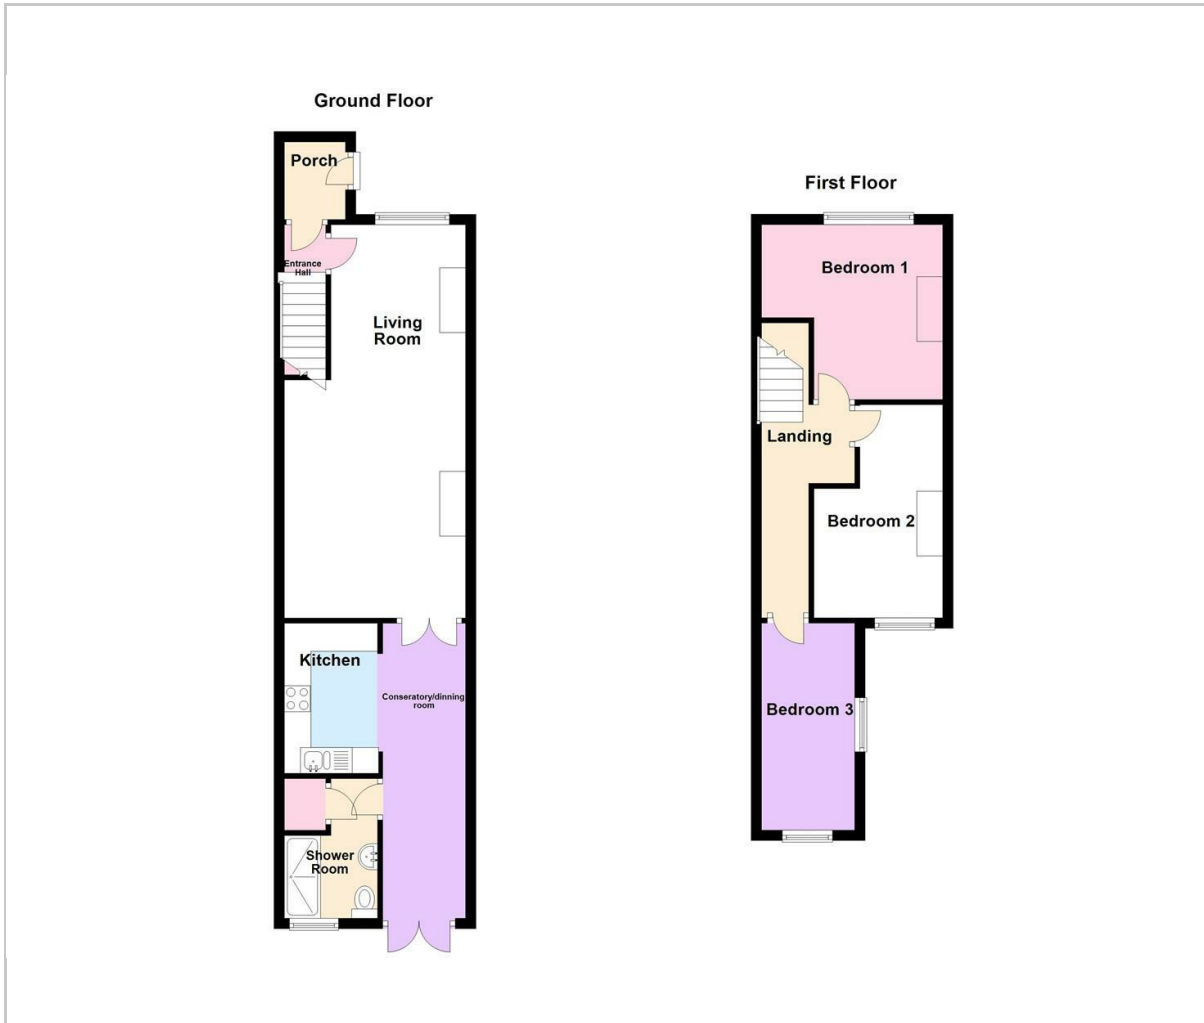 Ground Floor
Porch
Entrance
Hall
Living
Room
Kitchen
Conseratory/dinning
room
Shower
Room
First Floor
Bedroom 1
Landing
Bedroom 2
Bedroom 3